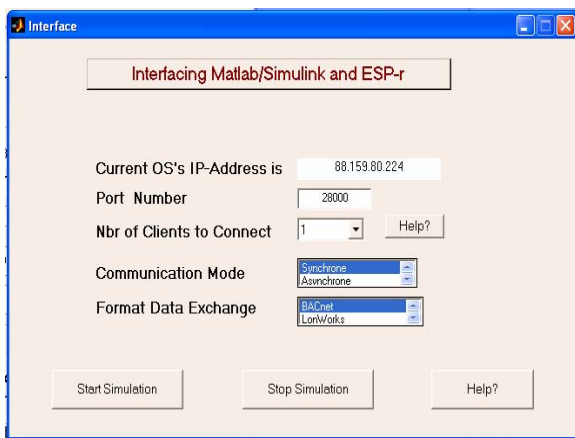 Interface
Interfacing Matlab/Simulink and ESP-r
Current OS's IP-Address is 88.159.80.224
Port Number 28000
Nbr of Clients to Connect 1 Help?
Communication Mode Synchrone
Asynchrone
Format Data Exchange BACnet
LonWorks
Start Simulation Stop Simulation Help?